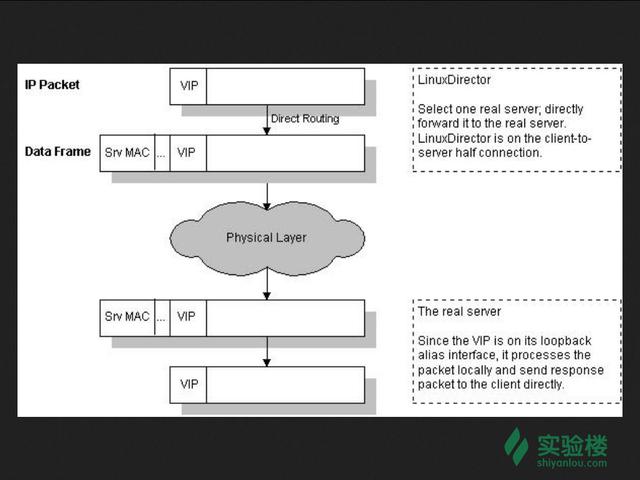 IP Packet
VIP
Direct Routing
Data Frame
Srv MAC ... VIP
Physical Layer
Srv MAC ... VIP
VIP
LinuxDirector
Select one real server; directly
forward it to the real server.
LinuxDirector is on the client-to-
server half connection.
The real server
Since the VIP is on its loopback
alias interface, it processes the
packet locally and send response
packet to the client directly.
实验楼
shiyanlou.com